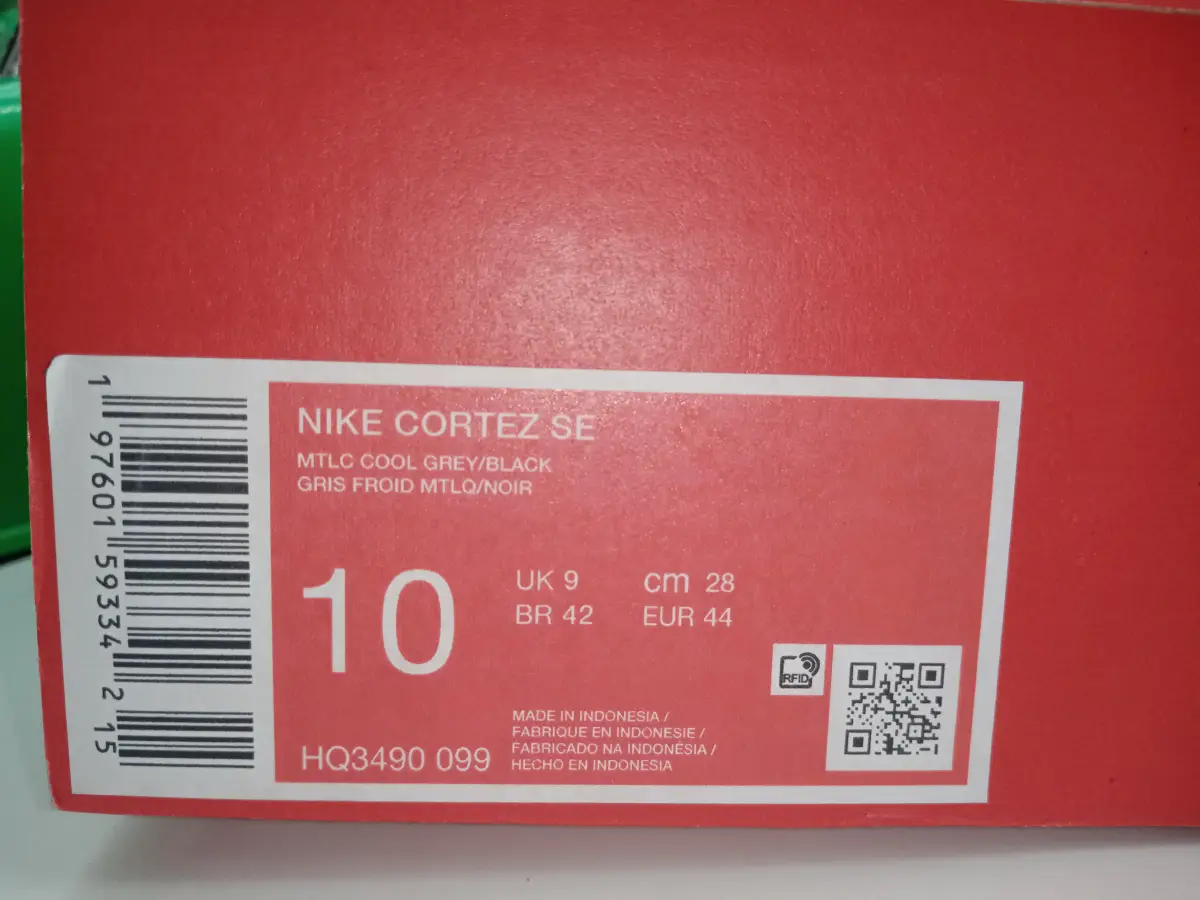 1 97601 59334 2 15
NIKE CORTEZ SE
MTLC COOL GREY/BLACK
GRIS FROID MTLQ/NOIR
10
UK 9 cm 28
BR 42 EUR 44
RFID
HQ3490 099
MADE IN INDONESIA /
FABRIQUE EN INDONESIE /
FABRICADO NA INDONÉSIA /
HECHO EN INDONESIA